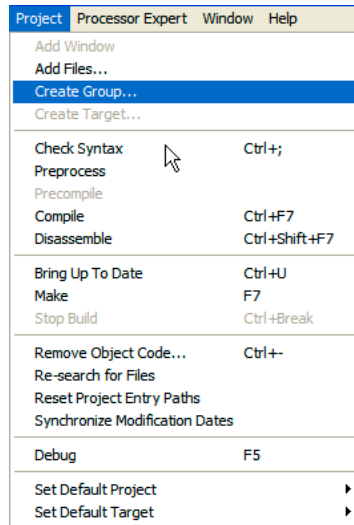 Project Processor Expert Window Help
Add Window
Add Files...
Create Group...
Create Target...
Check Syntax Ctrl+;
Preprocess
Precompile
Compile Ctrl+F7
Disassemble Ctrl+Shift+F7
Bring Up To Date Ctrl+U
Make F7
Stop Build Ctrl+Break
Remove Object Code... Ctrl+-
Re-search for Files
Reset Project Entry Paths
Synchronize Modification Dates
Debug F5
Set Default Project
Set Default Target